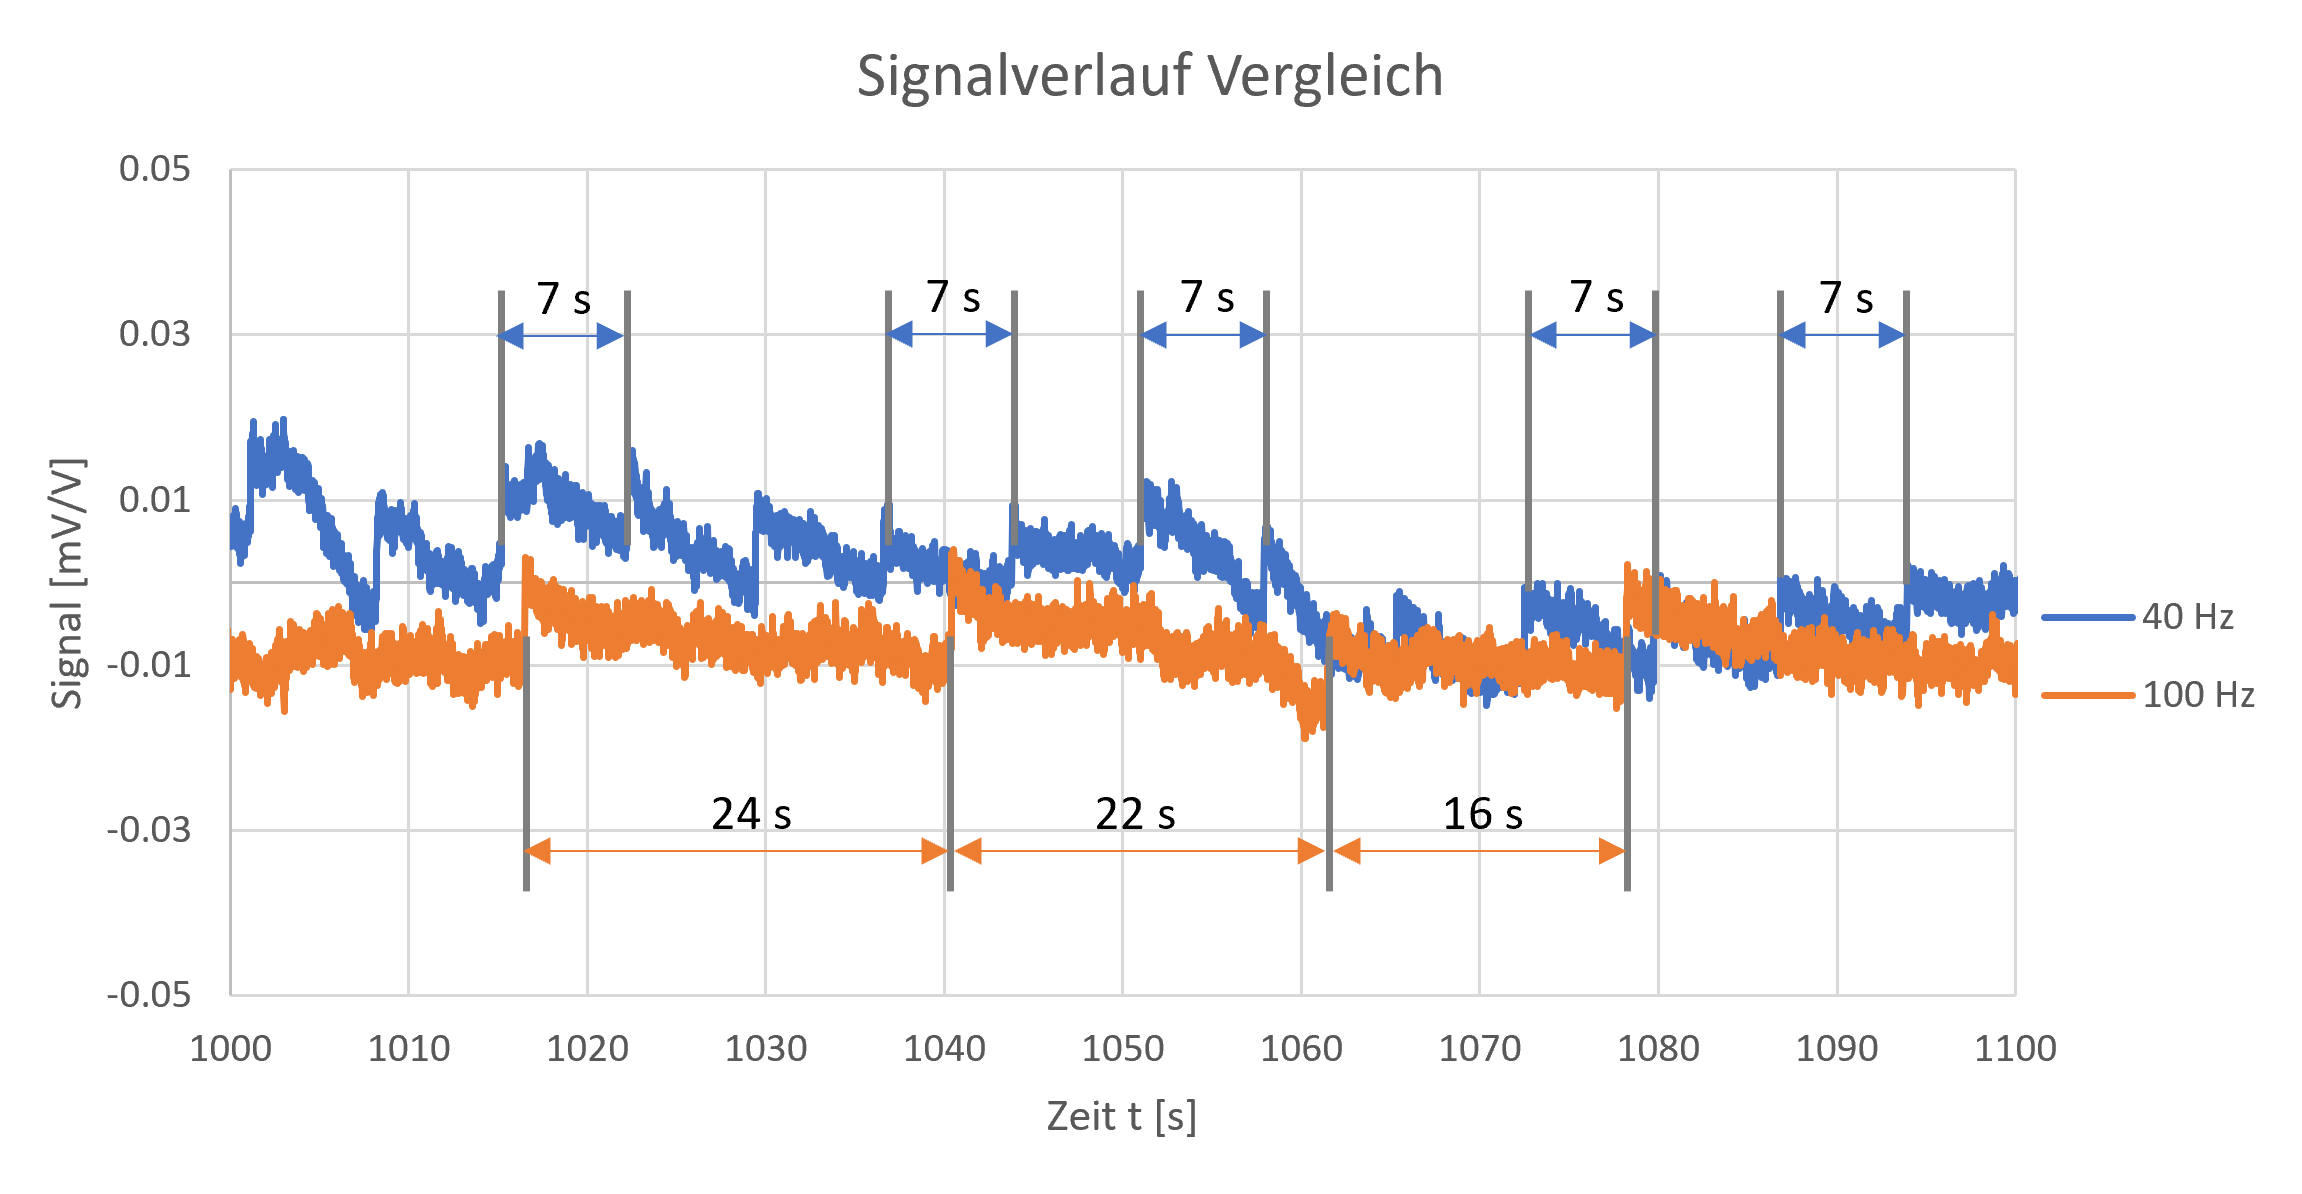 Signalverlauf Vergleich
0.05
0.03
0.01
-0.01
-0.03
-0.05
Signal [mV/V]
7 s
7 s
7 s
7 s
7 s
24 s
22 s
16 s
40 Hz
100 Hz
1000 1010 1020 1030 1040 1050 1060 1070 1080 1090 1100
Zeit t [s]